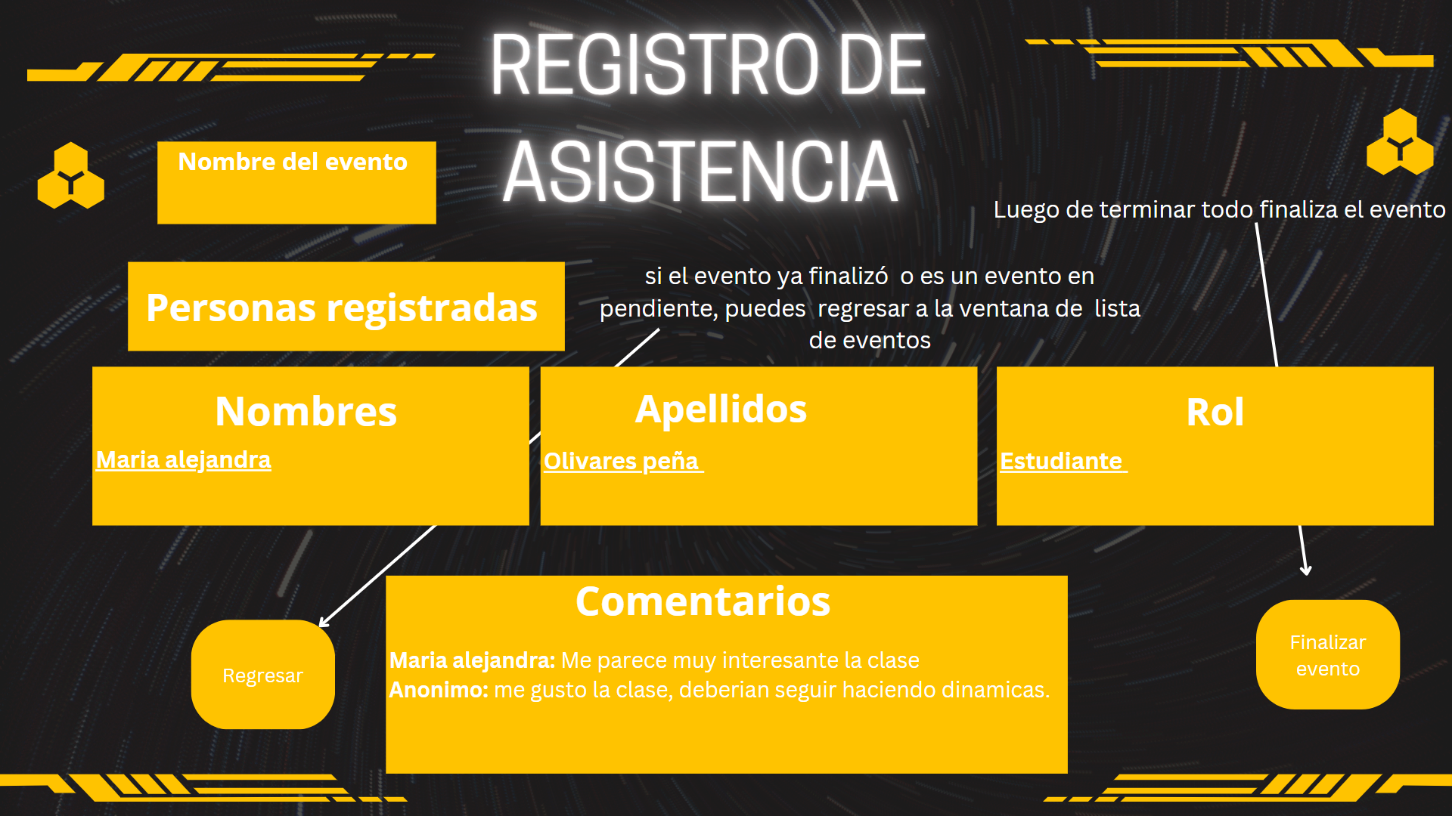 REGISTRO DE
ASISTENCIA
Nombre del evento
Luego de terminar todo finaliza el evento
si el evento ya finalizó o es un evento en
pendiente, puedes regresar a la ventana de lista
de eventos
Personas registradas
Nombres
Maria alejandra
Apellidos
Olivares peña
Rol
Estudiante
Comentarios
Maria alejandra: Me parece muy interesante la clase
Anonimo: me gusto la clase, deberian seguir haciendo dinamicas.
Regresar
Finalizar
evento